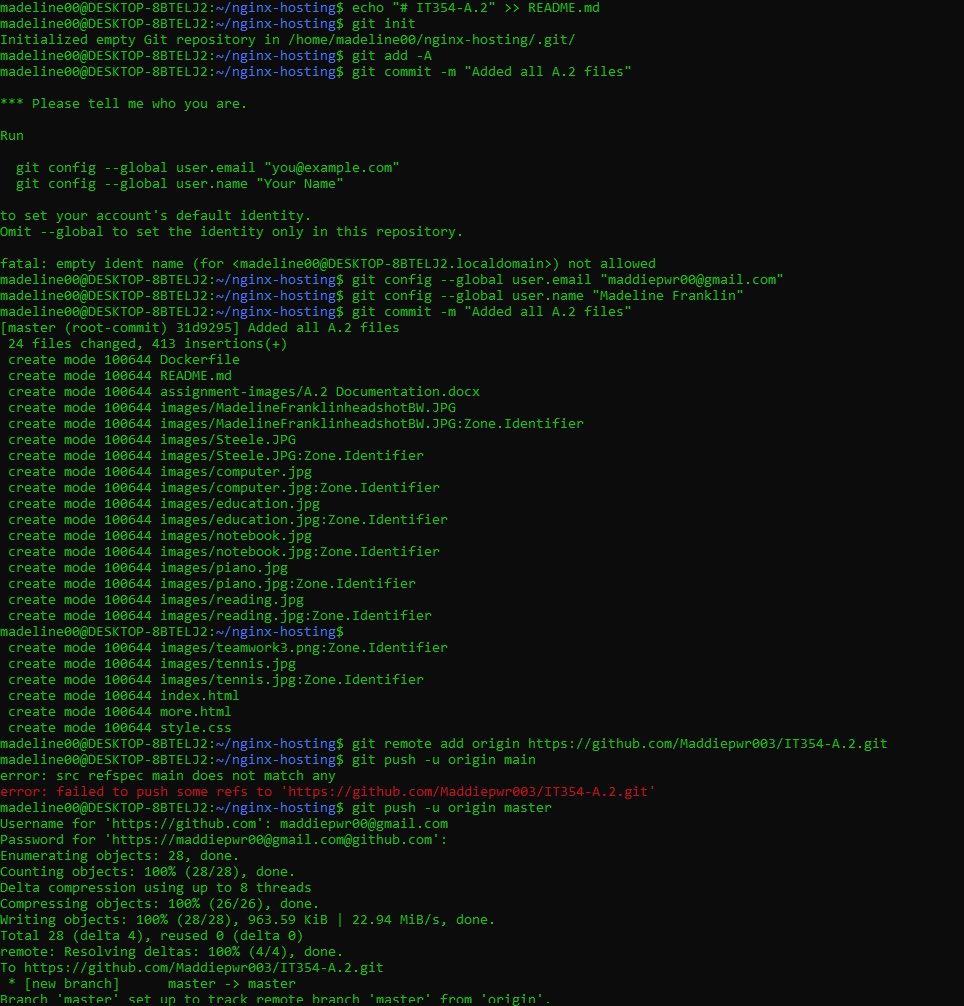 madeline00@DESKTOP-8BTELJ2:~/nginx-hosting$ echo "# IT354-A.2" >> README.md
madeline00@DESKTOP-8BTELJ2:~/nginx-hosting$ git init
Initialized empty Git repository in /home/madeline00/nginx-hosting/.git/
madeline00@DESKTOP-8BTELJ2:~/nginx-hosting$ git add -A
madeline00@DESKTOP-8BTELJ2:~/nginx-hosting$ git commit -m "Added all A.2 files"
*** Please tell me who you are.
Run
git config --global user.email "you@example.com"
git config --global user.name "Your Name"
to set your account's default identity.
Omit --global to set the identity only in this repository.
fatal: empty ident name (for <madeline00@DESKTOP-8BTELJ2.localdomain>) not allowed
madeline00@DESKTOP-8BTELJ2:~/nginx-hosting$ git config --global user.email "maddiepwr00@gmail.com"
madeline00@DESKTOP-8BTELJ2:~/nginx-hosting$ git config --global user.name "Madeline Franklin"
madeline00@DESKTOP-8BTELJ2:~/nginx-hosting$ git commit -m "Added all A.2 files"
[master (root-commit) 31d9295] Added all A.2 files
24 files changed, 413 insertions(+)
create mode 100644 Dockerfile
create mode 100644 README.md
create mode 100644 assignment-images/A.2 Documentation.docx
create mode 100644 images/MadelineFranklinheadshotBW.JPG
create mode 100644 images/MadelineFranklinheadshotBW.JPG:Zone.Identifier
create mode 100644 images/Steele.JPG
create mode 100644 images/Steele.JPG:Zone.Identifier
create mode 100644 images/computer.jpg
create mode 100644 images/computer.jpg:Zone.Identifier
create mode 100644 images/education.jpg
create mode 100644 images/education.jpg:Zone.Identifier
create mode 100644 images/notebook.jpg
create mode 100644 images/notebook.jpg:Zone.Identifier
create mode 100644 images/piano.jpg
create mode 100644 images/piano.jpg:Zone.Identifier
create mode 100644 images/reading.jpg
create mode 100644 images/reading.jpg:Zone.Identifier
madeline00@DESKTOP-8BTELJ2:~/nginx-hosting$
create mode 100644 images/teamwork3.png:Zone.Identifier
create mode 100644 images/tennis.jpg
create mode 100644 images/tennis.jpg:Zone.Identifier
create mode 100644 index.html
create mode 100644 more.html
create mode 100644 style.css
madeline00@DESKTOP-8BTELJ2:~/nginx-hosting$ git remote add origin https://github.com/Maddiepwr003/IT354-A.2.git
madeline00@DESKTOP-8BTELJ2:~/nginx-hosting$ git push -u origin main
error: src refspec main does not match any
error: failed to push some refs to 'https://github.com/Maddiepwr003/IT354-A.2.git'
madeline00@DESKTOP-8BTELJ2:~/nginx-hosting$ git push -u origin master
Username for 'https://github.com': maddiepwr00@gmail.com
Password for 'https://maddiepwr00@gmail.com@github.com':
Enumerating objects: 28, done.
Counting objects: 100% (28/28), done.
Delta compression using up to 8 threads
Compressing objects: 100% (26/26), done.
Writing objects: 100% (28/28), 963.59 KiB | 22.94 MiB/s, done.
Total 28 (delta 4), reused 0 (delta 0)
remote: Resolving deltas: 100% (4/4), done.
To https://github.com/Maddiepwr003/IT354-A.2.git
* [new branch] master -> master
Branch 'master' set up to track remote branch 'master' from 'origin'.